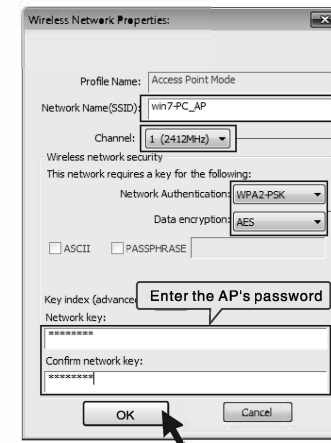 Wireless Network Properties:
Profile Name: Access Point Mode
Network Name(SSID): win7-PC_AP
Channel: 1 (2412MHz)
Wireless network security
This network requires a key for the following:
Network Authentication: WPA2-PSK
Data encryption: AES
ASCII PASSPHRASE
Key index (advanced
Enter the AP's password
Network key:
********
Confirm network key:
********
OK Cancel